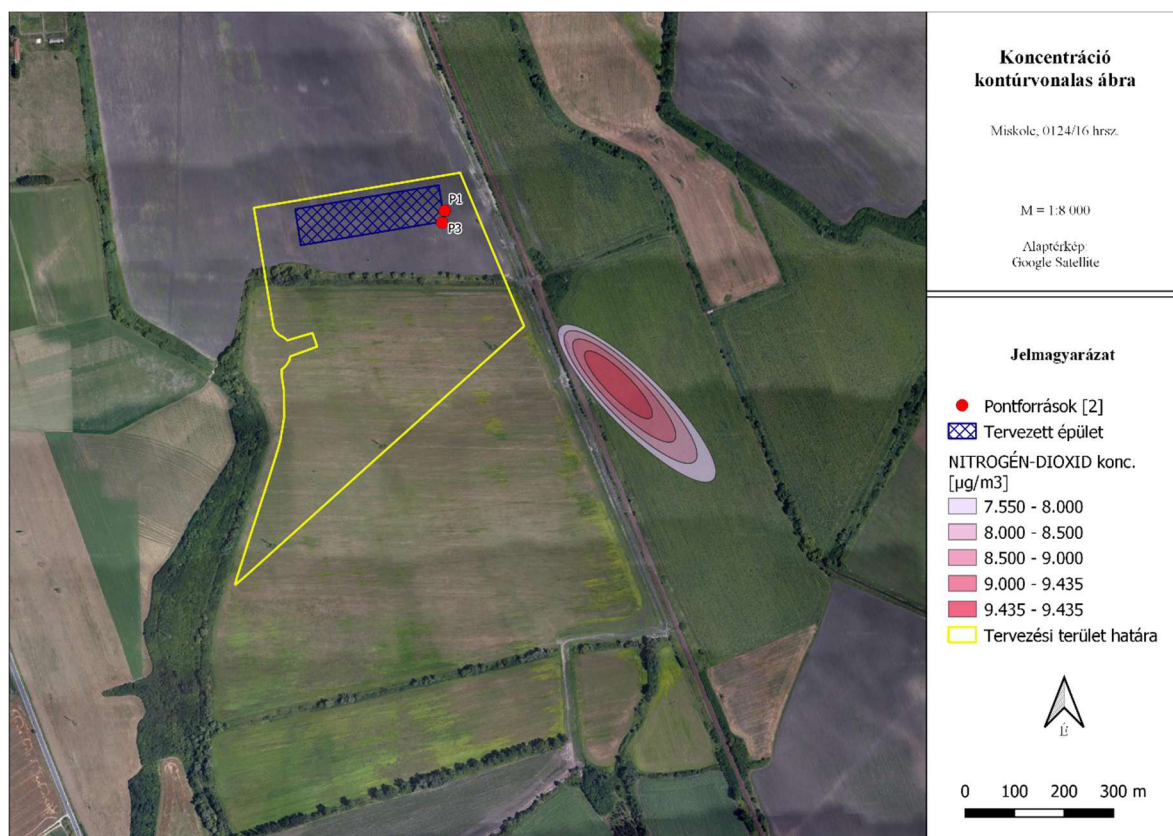 Koncentráció
kontúrvonalas ábra
Miskolc, 0124/16 hrsz.
M = 1:8 000
Alaptérkép:
Google Satellite
P1
P3
Jelmagyarázat
Pontforrások [2]
Tervezett épület
NITROGÉN-DIOXID konc.
[µg/m3]
7.550 - 8.000
8.000 - 8.500
8.500 - 9.000
9.000 - 9.435
9.435 - 9.435
Tervezési terület határa
É
0 100 200 300 m